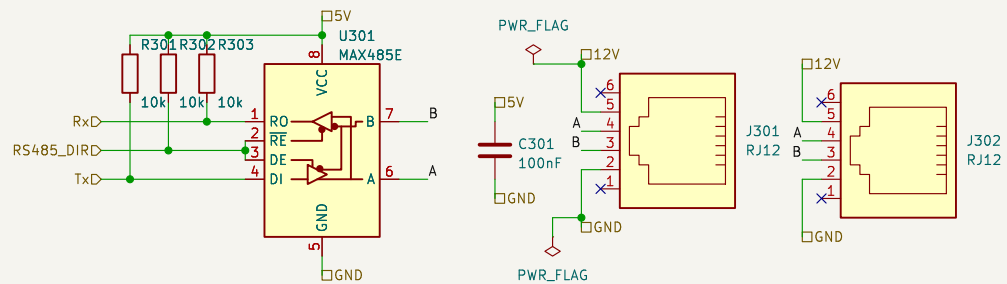 5V
R301 R302 R303
U301
MAX485E
8
VCC
10k 10k 10k
Rx
RS485_DIR
Tx
1 RO
2 RE
3 DE
4 DI
B 7 B
A 6 A
GND
5
GND
5V
C301
100nF
GND
PWR_FLAG
12V
6
5
A 4
B 3
2
1
GND
PWR_FLAG
J301
RJ12
12V
6
5
A 4
B 3
2
1
GND
J302
RJ12